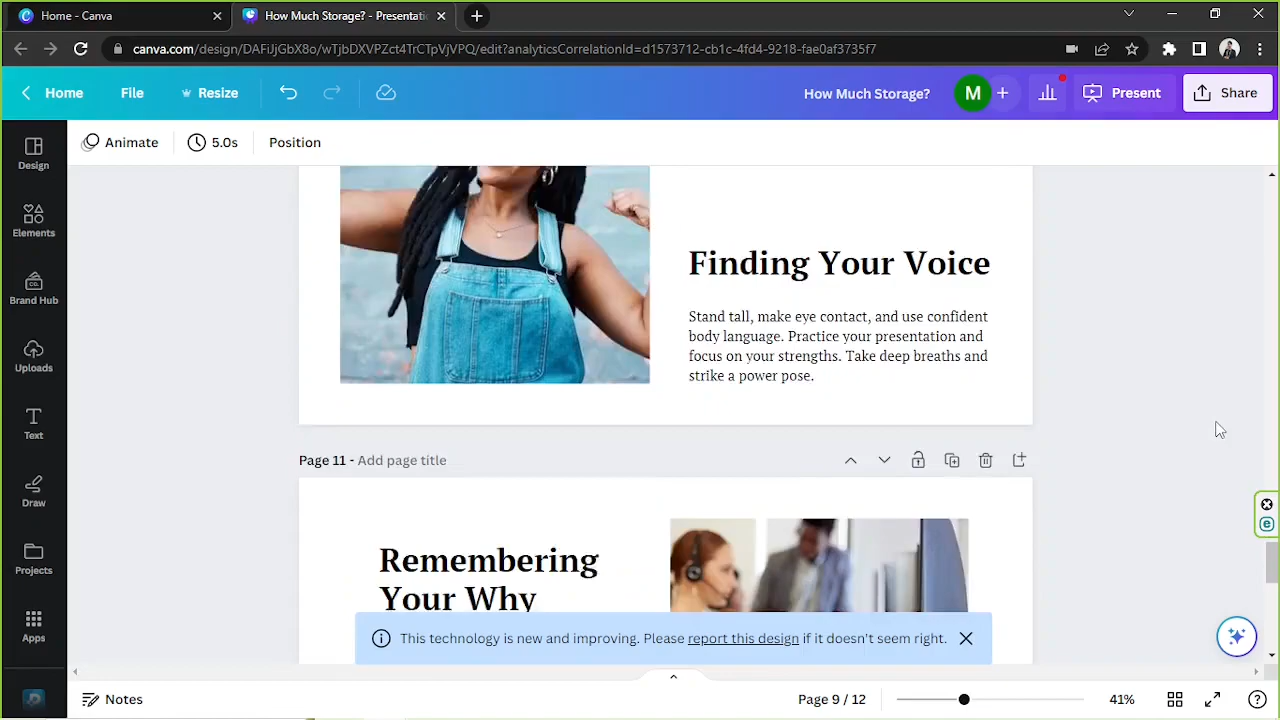 Home - Canva
How Much Storage? - Presentati
canva.com/design/DAFiJjGbX8o/wTjbDXVPZct4TrCTpVjVPQ/edit?analyticsCorrelationId=d1573712-cb1c-4fd4-9218-fae0af3735f7
Home
File
Resize
How Much Storage?
M
Present
Share
Animate
5.0s
Position
Design
Elements
CO.
Brand Hub
Uploads
Text
Draw
Projects
Apps
Finding Your Voice
Stand tall, make eye contact, and use confident
body language. Practice your presentation and
focus on your strengths. Take deep breaths and
strike a power pose.
Page 11 - Add page title
Remembering
Your Why
This technology is new and improving. Please report this design if it doesn't seem right.
Notes
Page 9 / 12
41%